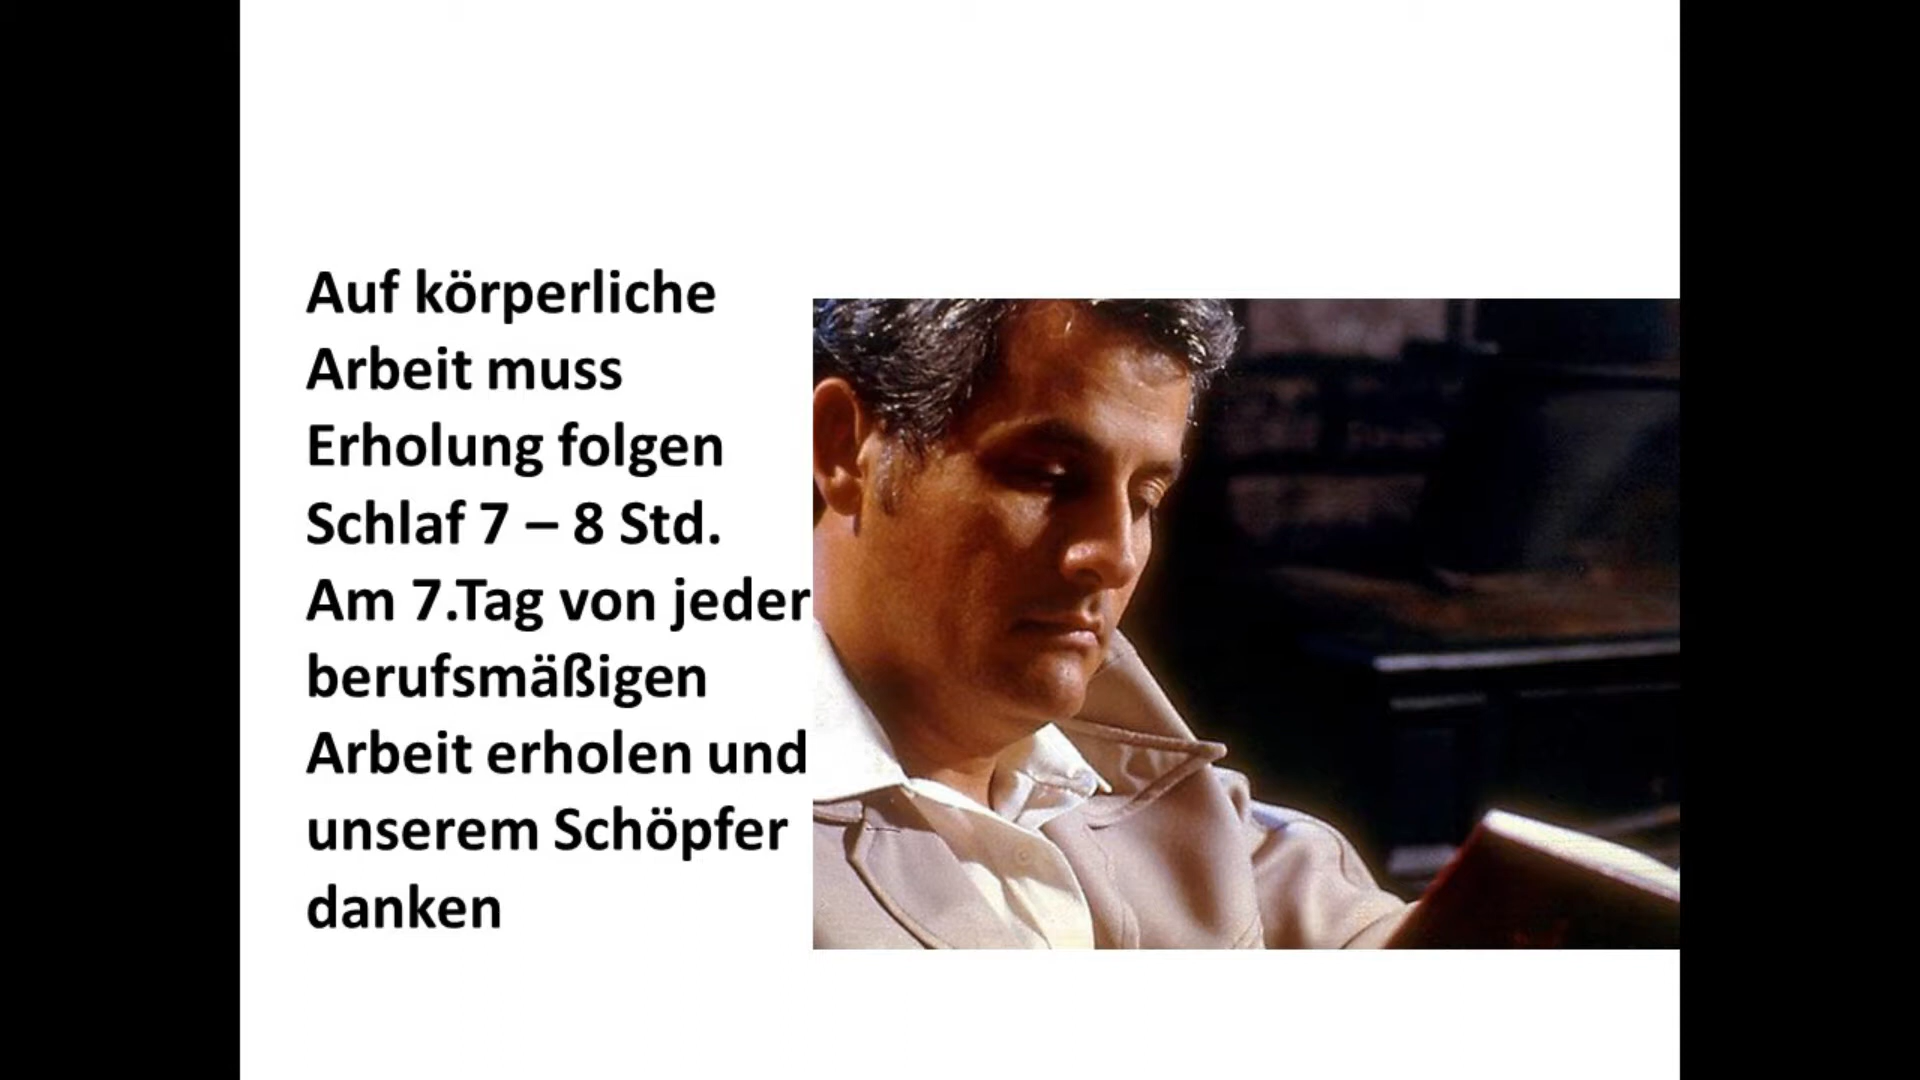 Auf körperliche
Arbeit muss
Erholung folgen
Schlaf 7 – 8 Std.
Am 7.Tag von jeder
berufsmäßigen
Arbeit erholen und
unserem Schöpfer
danken